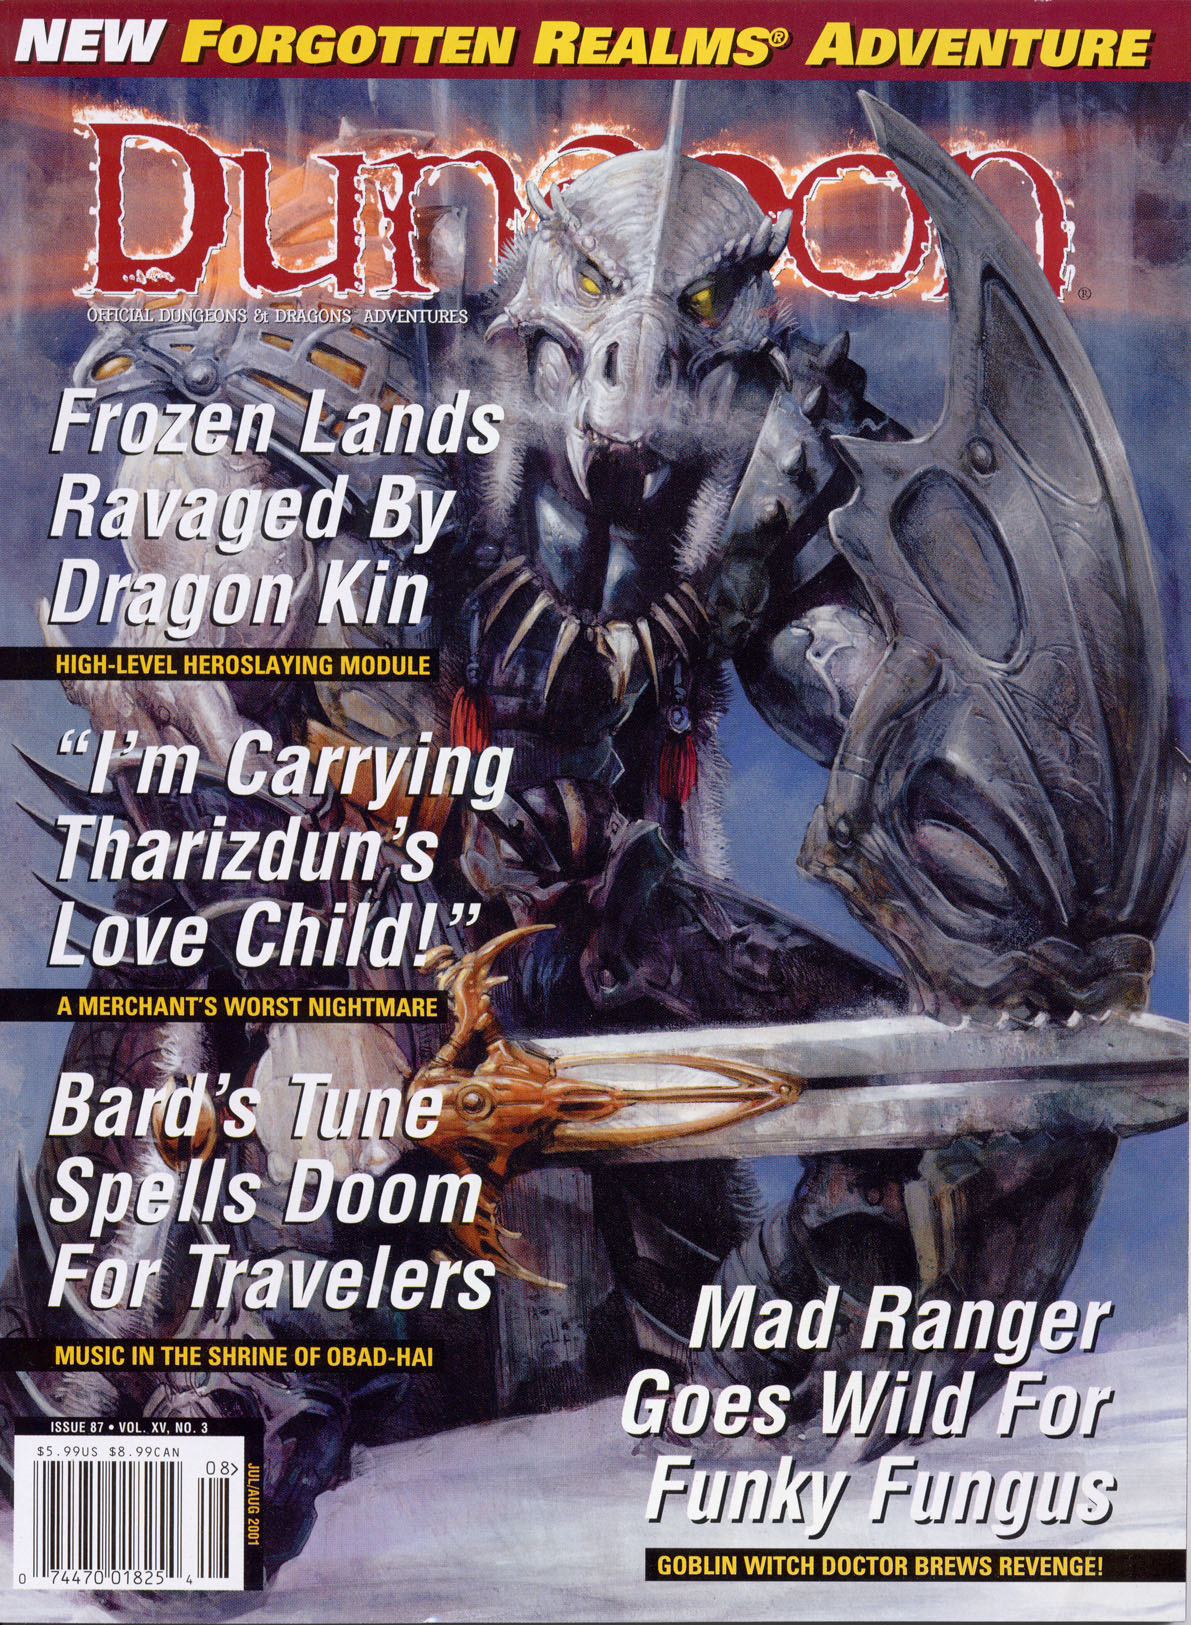 NEW FORGOTTEN REALMS® ADVENTURE
Dungeon®
OFFICIAL DUNGEONS & DRAGONS ADVENTURES
Frozen Lands
Ravaged By
Dragon Kin
HIGH-LEVEL HEROSLAYING MODULE
“I’m Carrying
Tharizdun’s
Love Child!”
A MERCHANT’S WORST NIGHTMARE
Bard’s Tune
Spells Doom
For Travelers
MUSIC IN THE SHRINE OF OBAD-HAI
Mad Ranger
Goes Wild For
Funky Fungus
GOBLIN WITCH DOCTOR BREWS REVENGE!
ISSUE 87 • VOL. XV, NO. 3
$5.99US $8.99CAN
08>
JUL/AUG 2001
0 74470 01825 4